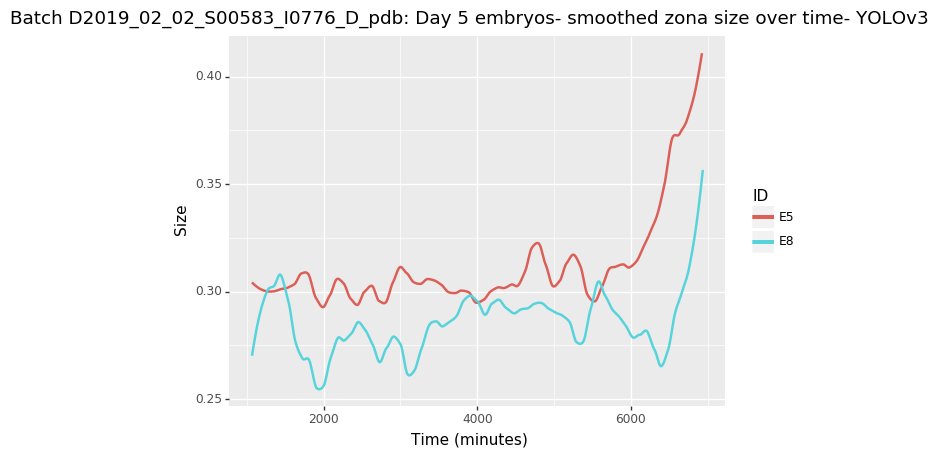 Batch D2019_02_02_S00583_I0776_D_pdb: Day 5 embryos- smoothed zona size over time- YOLOv3
0.40
0.35
0.30
0.25
Size
2000
4000
6000
Time (minutes)
ID
E5
E8